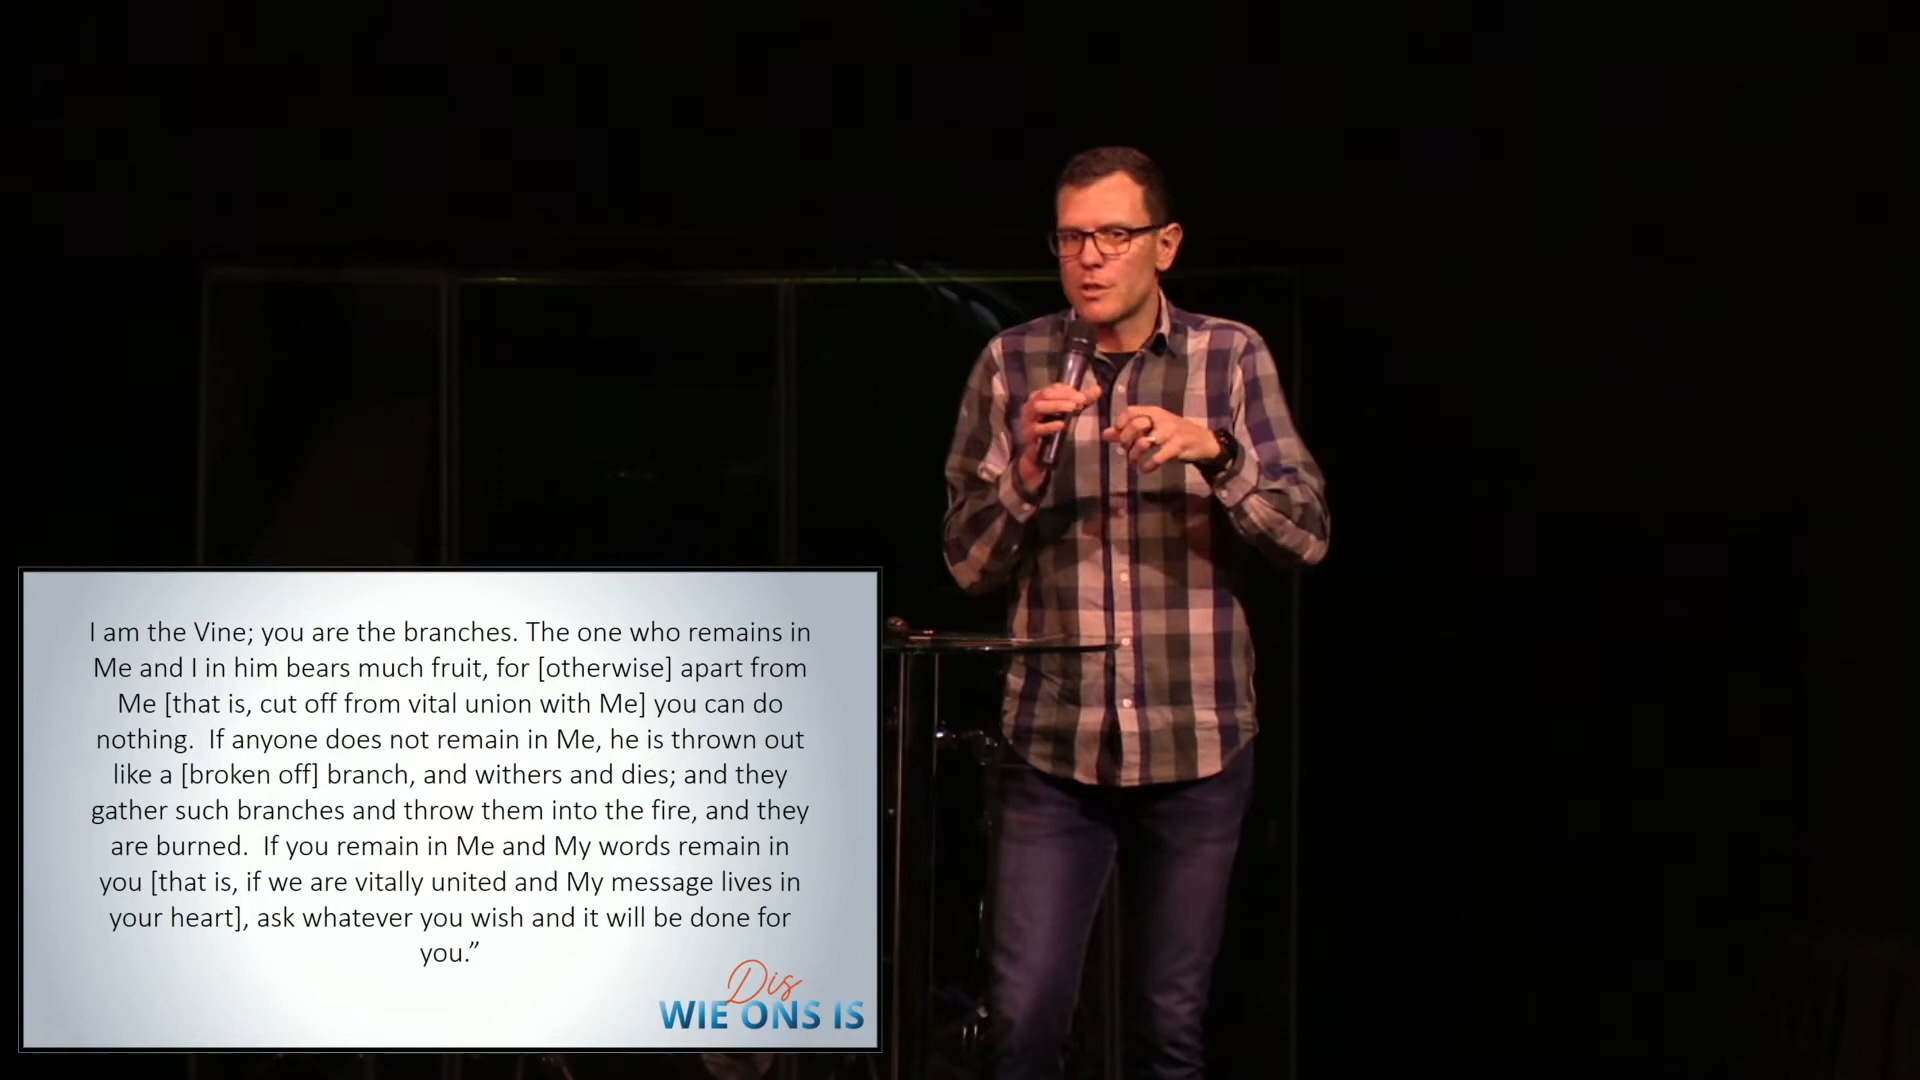 I am the Vine; you are the branches. The one who remains in
Me and I in him bears much fruit, for [otherwise] apart from
Me [that is, cut off from vital union with Me] you can do
nothing.  If anyone does not remain in Me, he is thrown out
like a [broken off] branch, and withers and dies; and they
gather such branches and throw them into the fire, and they
are burned.  If you remain in Me and My words remain in
you [that is, if we are vitally united and My message lives in
your heart], ask whatever you wish and it will be done for
you.”
Dis
WIE ONS IS